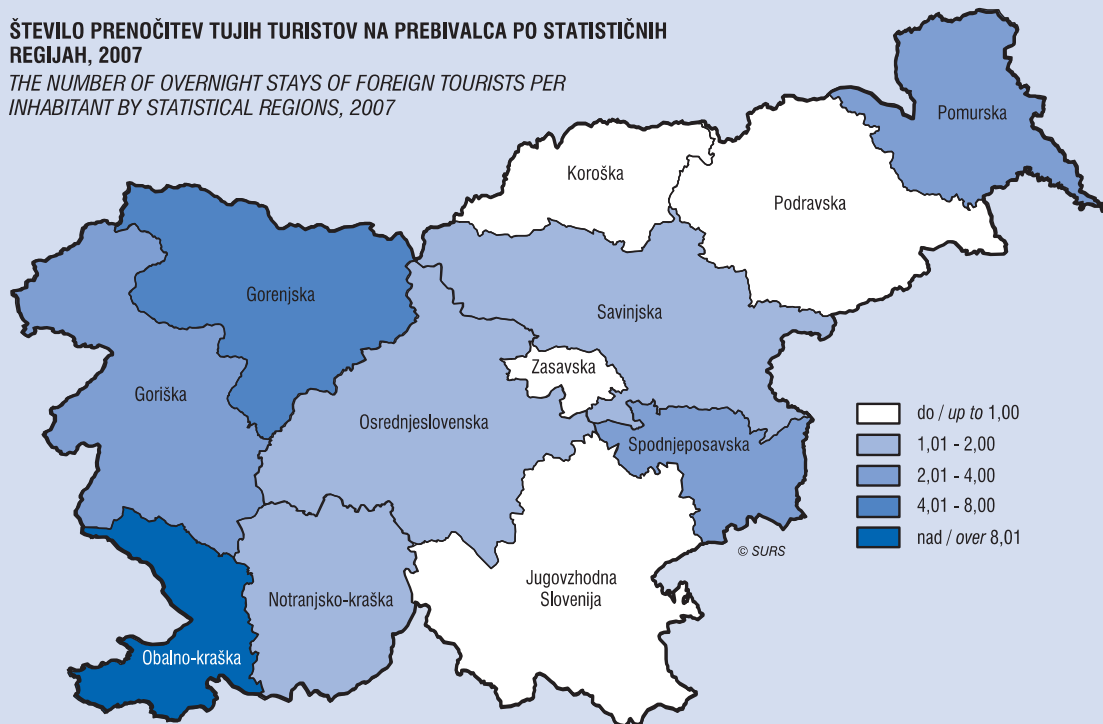 ŠTEVILO PRENOČITEV TUJIH TURISTOV NA PREBIVALCA PO STATISTIČNIH
REGIJAH, 2007
THE NUMBER OF OVERNIGHT STAYS OF FOREIGN TOURISTS PER
INHABITANT BY STATISTICAL REGIONS, 2007
Pomurska
Koroška
Podravska
Gorenjska
Savinjska
Zasavska
Goriška
Osrednjeslovenska
Spodnjeposavska
do / up to 1,00
1,01 - 2,00
2,01 - 4,00
4,01 - 8,00
nad / over 8,01
© SURS
Jugovzhodna
Slovenija
Notranjsko-kraška
Obalno-kraška